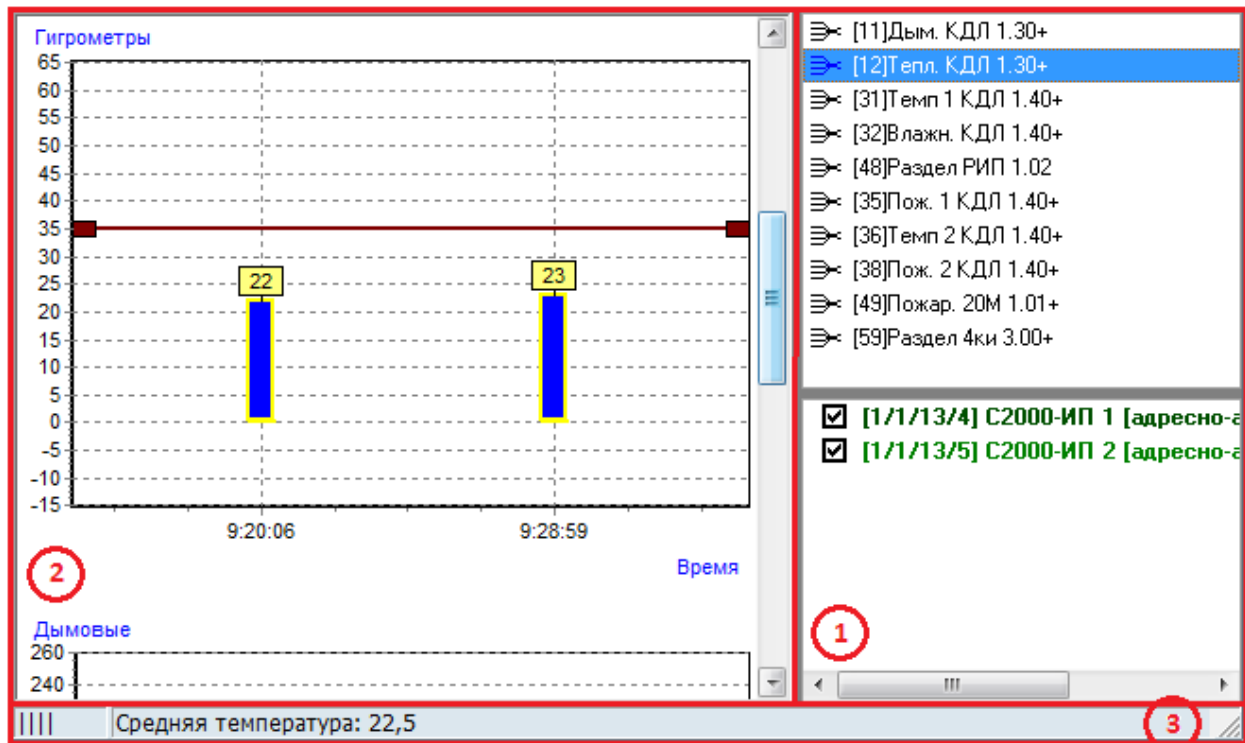 Гигрометры
65
60
55
50
45
40
35
30
25
20
15
10
5
0
-5
-10
-15
22
23
9:20:06 9:28:59
Время
2
Дымовые
260
240
[11]Дым. КДЛ 1.30+
[12]Тепл. КДЛ 1.30+
[31]Темп 1 КДЛ 1.40+
[32]Влажн. КДЛ 1.40+
[48]Раздел РИП 1.02
[35]Пож. 1 КДЛ 1.40+
[36]Темп 2 КДЛ 1.40+
[38]Пож. 2 КДЛ 1.40+
[49]Пожар. 20М 1.01+
[59]Раздел 4ки 3.00+
[1/1/13/4] С2000-ИП 1 [адресно-а
[1/1/13/5] С2000-ИП 2 [адресно-а
1
Средняя температура: 22,5
3